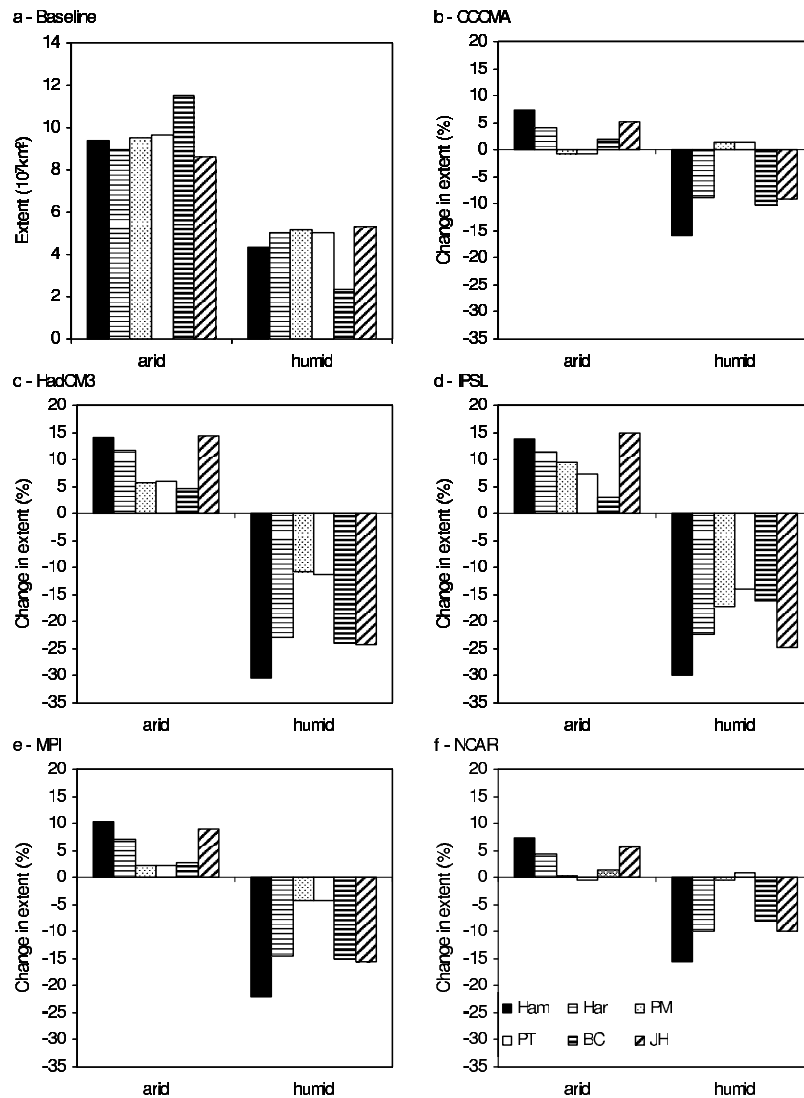 a - Baseline
14
12
10
8
6
4
2
0
Extent (10⁷km²)
arid
humid
b - CCCMA
20
15
10
5
0
-5
-10
-15
-20
-25
-30
-35
Change in extent (%)
arid
humid
c - HadCM3
20
15
10
5
0
-5
-10
-15
-20
-25
-30
-35
Change in extent (%)
arid
humid
d - IPSL
20
15
10
5
0
-5
-10
-15
-20
-25
-30
-35
Change in extent (%)
arid
humid
e - MPI
20
15
10
5
0
-5
-10
-15
-20
-25
-30
-35
Change in extent (%)
arid
humid
f - NCAR
20
15
10
5
0
-5
-10
-15
-20
-25
-30
-35
Change in extent (%)
Ham Har PM
PT BC JH
arid
humid